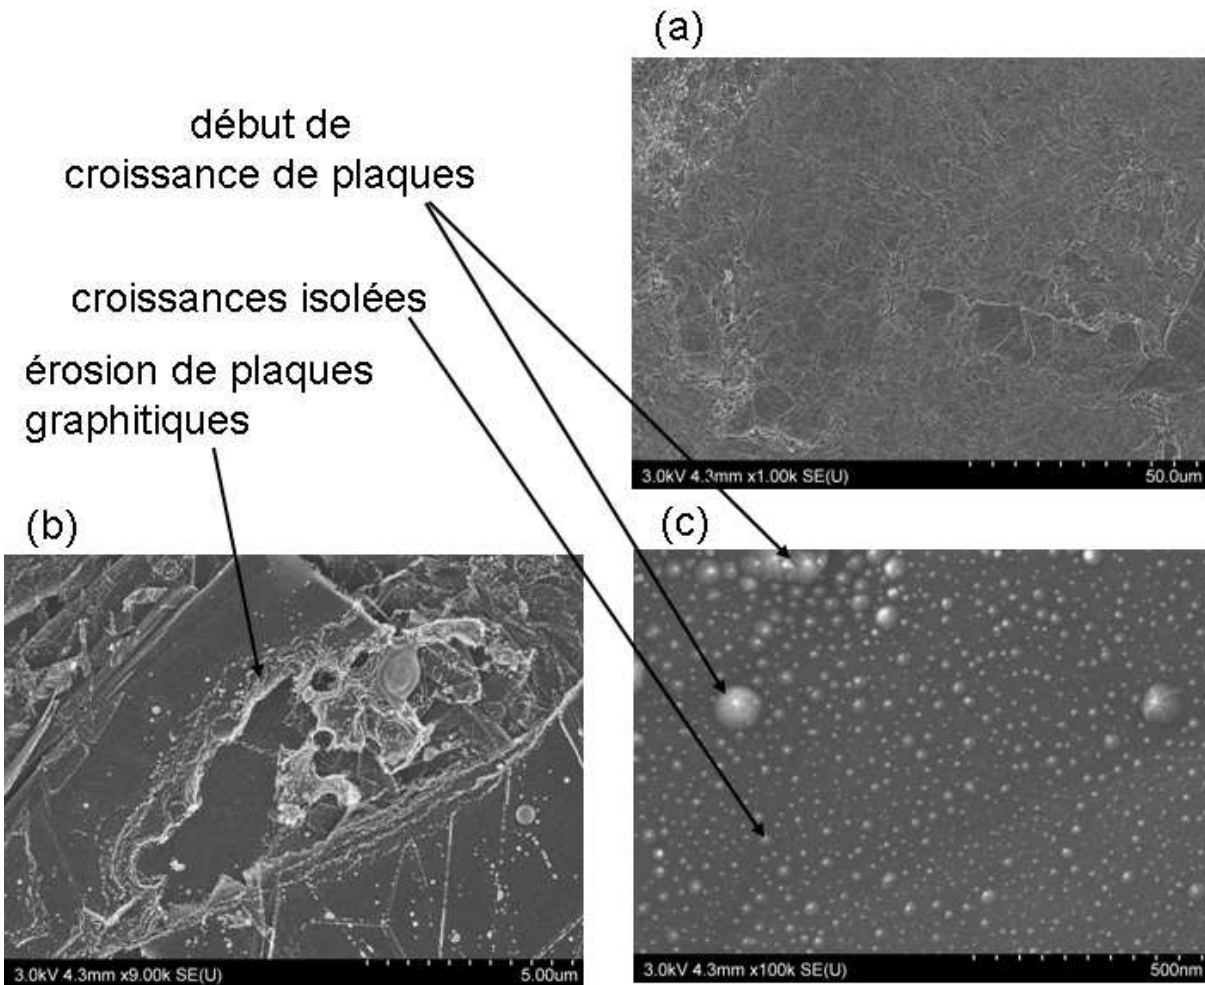 (a)
début de
croissance de plaques
croissances isolées
érosion de plaques
graphitiques
3.0kV 4.3mm x1.00k SE(U) 50.0um
(b)
(c)
3.0kV 4.3mm x9.00k SE(U) 5.00um
3.0kV 4.3mm x100k SE(U) 500nm